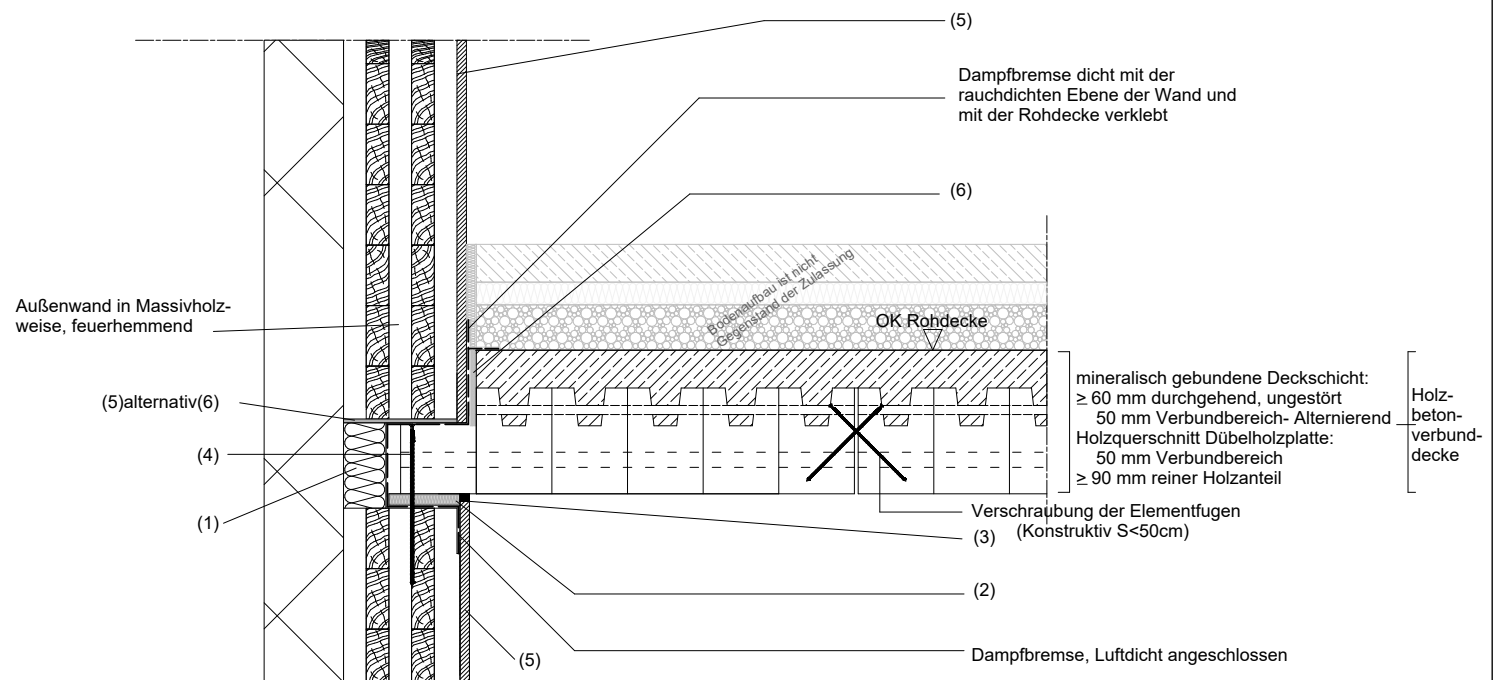 (5)
Dampfbremse dicht mit der
rauchdichten Ebene der Wand und
mit der Rohdecke verklebt
(6)
Bodenaufbau ist nicht
Gegenstand der Zulassung
Außenwand in Massivholz-
weise, feuerhemmend
OK Rohdecke
(5)alternativ(6)
mineralisch gebundene Deckschicht:
≥ 60 mm durchgehend, ungestört
50 mm Verbundbereich- Alternierend
Holzquerschnitt Dübelholzplatte:
50 mm Verbundbereich
≥ 90 mm reiner Holzanteil
Holz-
beton-
verbund-
decke
(4)
(1)
Verschraubung der Elementfugen
(Konstruktiv S<50cm)
(3)
(2)
Dampfbremse, Luftdicht angeschlossen
(5)